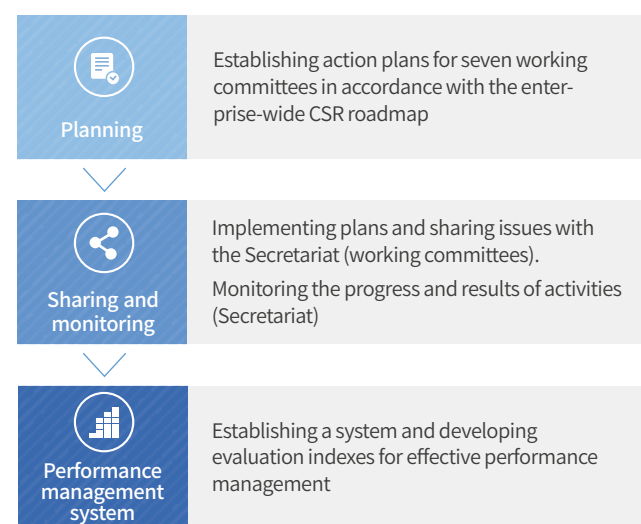 Planning
Establishing action plans for seven working
committees in accordance with the enter-
prise-wide CSR roadmap
Sharing and
monitoring
Implementing plans and sharing issues with
the Secretariat (working committees).
Monitoring the progress and results of activities
(Secretariat)
Performance
management
system
Establishing a system and developing
evaluation indexes for effective performance
management